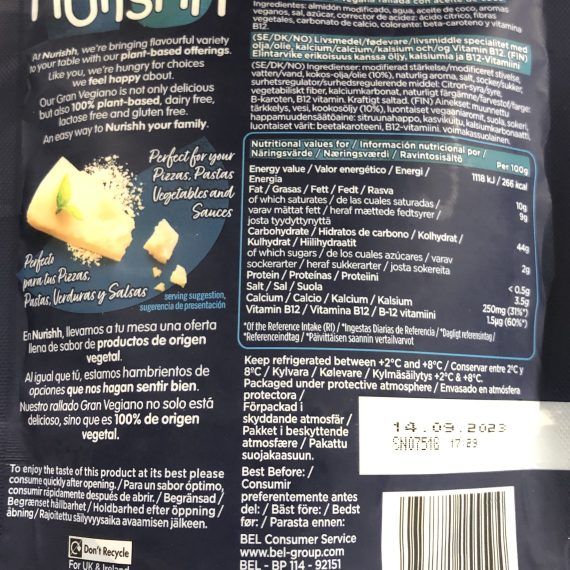 Nurishh
At Nurishh, we're bringing flavourful variety
to your table with our plant-based offerings.
Like you, we're hungry for choices
we feel happy about.
Our Gran Vegiano is not only delicious
but also 100% plant-based, dairy free,
lactose free and gluten free.
An easy way to Nurishh your family.
Perfect for your
Pizzas, Pastas
Vegetables and
Sauces
Perfecto
para tus Pizzas,
Pastas, Verduras y Salsas
serving suggestion,
sugerencia de presentación
En Nurishh, llevamos a tu mesa una oferta
llena de sabor de productos de origen
vegetal.
Al igual que tú, estamos hambrientos de
opciones que nos hagan sentir bien.
Nuestro rallado Gran Vegiano no solo está
delicioso, sino que es 100% de origen
vegetal.
To enjoy the taste of this product at its best please
consume quickly after opening. / Para un sabor óptimo,
consumir rápidamente después de abrir. / Begränsad /
Begrænset hållbarhet / Holdbarhed efter öppning /
åbning / Rajoitettu säilyvyysaika avaamisen jälkeen.
Don't Recycle
For UK & Ireland
Ingredientes: almidón modificado, agua, aceite de coco, aromas
veganos, sal, azúcar, corrector de acidez: ácido cítrico, fibras
vegetales, carbonato de calcio, colorante: beta-caroteno y vitamina
B12.
(SE/DK/NO) Livsmedel/fødevare/livsmiddle specialitet med
olja/olie, kalcium/calcium/kalsium och/og Vitamin B12. (FIN)
Elintarvike erikoisuus kanssa öljy, kalsiumia ja B12-Vitamiini
(SE/DK/NO) Ingredienser: modifierad stärkelse/modificeret stivelse,
vatten/vand, kokos-olja/olie (10%), naturlig aroma, salt, socker/sukker,
surhetsregulator/surhedsregulerende middel: Citron-syra/syre,
vegetabiliskt fiber, kalciumkarbonat, naturligt färgämne/farvestof/farge:
B-karoten, B12 vitamin. Kraftigt saltad. (FIN) Ainekset: muunnettu
tärkkelys, vesi, kookosöljy (10%), luontaiset vegaaniaromit, suola, sokeri,
happamuudensäätöaine: sitruunahappo, kasvikuitu, kalsiumkarbonaatti,
luontaiset värit: beetakaroteeni, B12-vitamiini, voimakassuolainen.
Nutritional values for / Información nutricional por /
Näringsvärde / Næringsværdi / Ravintosisältö Per 100g
Energy value / Valor energético / Energi / 1118 kJ / 266 kcal
Energia
Fat / Grasas / Fett / Fedt / Rasva 10g
of which saturates / de las cuales saturadas / 9g
varav mättat fett / heraf mættede fedtsyrer /
josta tyydyttynyttä
Carbohydrate / Hidratos de carbono / Kolhydrat / 44g
Kulhydrat / Hiilihydraatit
of which sugars / de los cuales azúcares / varav 2g
sockerarter / heraf sukkerarter / josta sokereita
Protein / Proteínas / Proteiini < 0,5g
Salt / Sal / Suola 3.5g
Calcium / Calcio / Kalcium / Kalsium 250mg (31%*)
Vitamin B12 / Vitamina B12 / B-12 vitamiini 1.5µg (60%*)
*Of the Reference Intake (RI) / *Ingestas Diarias de Referencia / *Dagligt referensintag /
*Referenceindtag / *Päivittäisen saannin vertailuarvot
Keep refrigerated between +2°C and +8°C / Conservar entre 2°C y
8°C / Kylvara / Kølevare / Kylmäsäilytys +2°C & +8°C.
Packaged under protective atmosphere / Envasado en atmósfera
protectora /
Förpackad i
skyddande atmosfär /
Pakket i beskyttende
atmosfære / Pakattu
suojakaasuun.
14.09.2023
SN07518 17:29
Best Before: /
Consumir
preferentemente antes
del: / Bäst före: / Bedst
før: / Parasta ennen:
BEL Consumer Service
www.bel-group.com
BEL - BP 114 - 92151